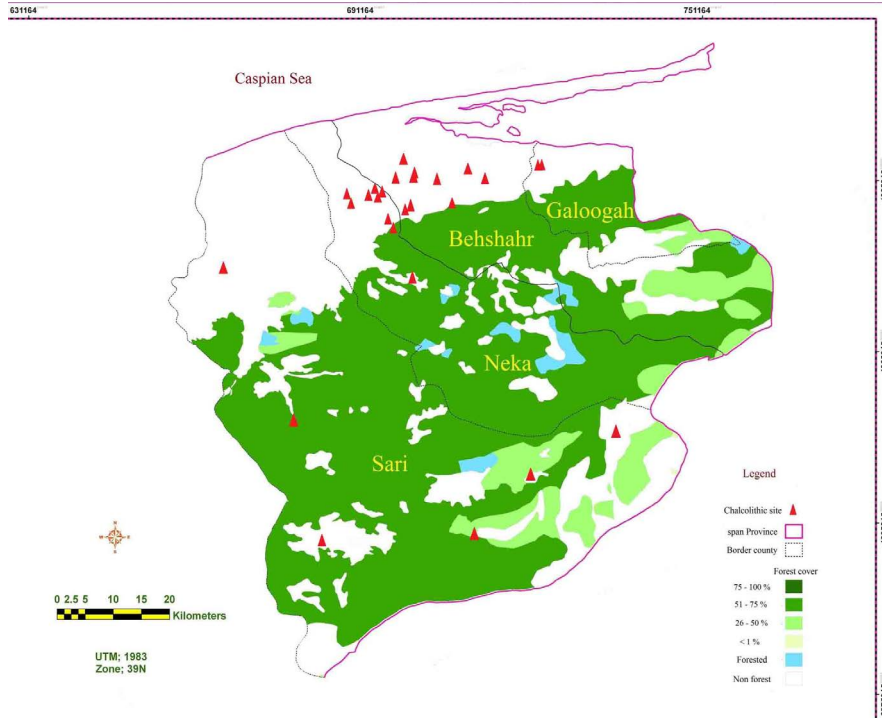 631164
691164
751164
Caspian Sea
Galoogah
Behshahr
Neka
Sari
Legend
Chalcolithic site
span Province
Border county
Forest cover
75 - 100 %
51 - 75 %
26 - 50 %
< 1 %
Forested
Non forest
0 2.5 5 10 15 20
Kilometers
UTM; 1983
Zone; 39N